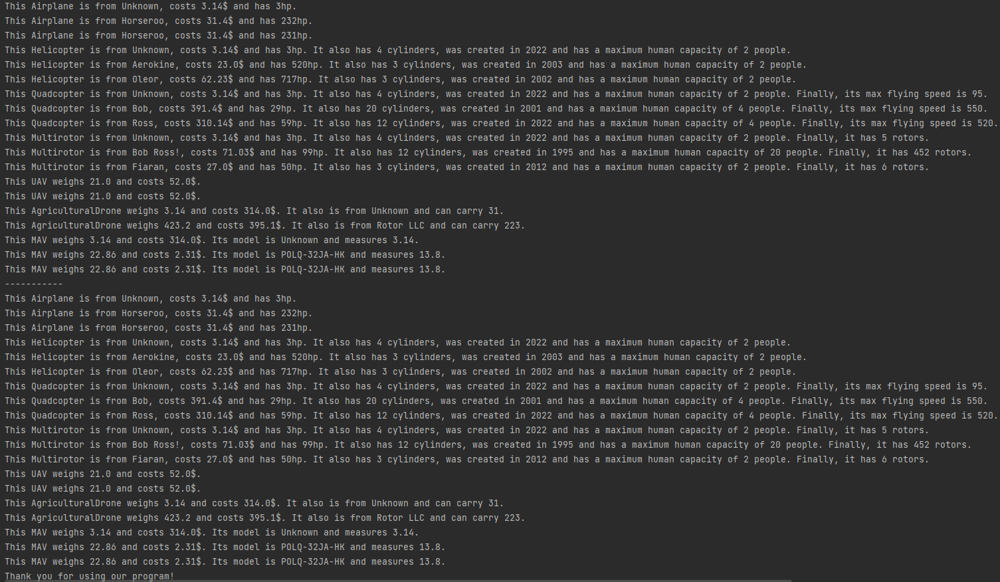 This Airplane is from Unknown, costs 3.14$ and has 3hp.
This Airplane is from Horseroo, costs 31.4$ and has 232hp.
This Airplane is from Horseroo, costs 31.4$ and has 231hp.
This Helicopter is from Unknown, costs 3.14$ and has 3hp. It also has 4 cylinders, was created in 2022 and has a maximum human capacity of 2 people.
This Helicopter is from Aerokine, costs 23.0$ and has 520hp. It also has 3 cylinders, was created in 2003 and has a maximum human capacity of 2 people.
This Helicopter is from Oleor, costs 62.23$ and has 717hp. It also has 3 cylinders, was created in 2002 and has a maximum human capacity of 2 people.
This Quadcopter is from Unknown, costs 3.14$ and has 3hp. It also has 4 cylinders, was created in 2022 and has a maximum human capacity of 2 people. Finally, its max flying speed is 95.
This Quadcopter is from Bob, costs 391.4$ and has 29hp. It also has 20 cylinders, was created in 2001 and has a maximum human capacity of 4 people. Finally, its max flying speed is 550.
This Quadcopter is from Ross, costs 310.14$ and has 59hp. It also has 12 cylinders, was created in 2022 and has a maximum human capacity of 4 people. Finally, its max flying speed is 520.
This Multirotor is from Unknown, costs 3.14$ and has 3hp. It also has 4 cylinders, was created in 2022 and has a maximum human capacity of 2 people. Finally, it has 5 rotors.
This Multirotor is from Bob Ross!, costs 71.03$ and has 99hp. It also has 12 cylinders, was created in 1995 and has a maximum human capacity of 20 people. Finally, it has 452 rotors.
This Multirotor is from Fiaran, costs 27.0$ and has 50hp. It also has 3 cylinders, was created in 2012 and has a maximum human capacity of 2 people. Finally, it has 6 rotors.
This UAV weighs 21.0 and costs 52.0$.
This UAV weighs 21.0 and costs 52.0$.
This AgriculturalDrone weighs 3.14 and costs 314.0$. It also is from Unknown and can carry 31.
This AgriculturalDrone weighs 423.2 and costs 395.1$. It also is from Rotor LLC and can carry 223.
This MAV weighs 3.14 and costs 314.0$. Its model is Unknown and measures 3.14.
This MAV weighs 22.86 and costs 2.31$. Its model is POLQ-32JA-HK and measures 13.8.
This MAV weighs 22.86 and costs 2.31$. Its model is POLQ-32JA-HK and measures 13.8.
-----------
This Airplane is from Unknown, costs 3.14$ and has 3hp.
This Airplane is from Horseroo, costs 31.4$ and has 232hp.
This Airplane is from Horseroo, costs 31.4$ and has 231hp.
This Helicopter is from Unknown, costs 3.14$ and has 3hp. It also has 4 cylinders, was created in 2022 and has a maximum human capacity of 2 people.
This Helicopter is from Aerokine, costs 23.0$ and has 520hp. It also has 3 cylinders, was created in 2003 and has a maximum human capacity of 2 people.
This Helicopter is from Oleor, costs 62.23$ and has 717hp. It also has 3 cylinders, was created in 2002 and has a maximum human capacity of 2 people.
This Quadcopter is from Unknown, costs 3.14$ and has 3hp. It also has 4 cylinders, was created in 2022 and has a maximum human capacity of 2 people. Finally, its max flying speed is 95.
This Quadcopter is from Bob, costs 391.4$ and has 29hp. It also has 20 cylinders, was created in 2001 and has a maximum human capacity of 4 people. Finally, its max flying speed is 550.
This Quadcopter is from Ross, costs 310.14$ and has 59hp. It also has 12 cylinders, was created in 2022 and has a maximum human capacity of 4 people. Finally, its max flying speed is 520.
This Multirotor is from Unknown, costs 3.14$ and has 3hp. It also has 4 cylinders, was created in 2022 and has a maximum human capacity of 2 people. Finally, it has 5 rotors.
This Multirotor is from Bob Ross!, costs 71.03$ and has 99hp. It also has 12 cylinders, was created in 1995 and has a maximum human capacity of 20 people. Finally, it has 452 rotors.
This Multirotor is from Fiaran, costs 27.0$ and has 50hp. It also has 3 cylinders, was created in 2012 and has a maximum human capacity of 2 people. Finally, it has 6 rotors.
This UAV weighs 21.0 and costs 52.0$.
This UAV weighs 21.0 and costs 52.0$.
This AgriculturalDrone weighs 3.14 and costs 314.0$. It also is from Unknown and can carry 31.
This AgriculturalDrone weighs 423.2 and costs 395.1$. It also is from Rotor LLC and can carry 223.
This MAV weighs 3.14 and costs 314.0$. Its model is Unknown and measures 3.14.
This MAV weighs 22.86 and costs 2.31$. Its model is POLQ-32JA-HK and measures 13.8.
This MAV weighs 22.86 and costs 2.31$. Its model is POLQ-32JA-HK and measures 13.8.
Thank you for using our program!